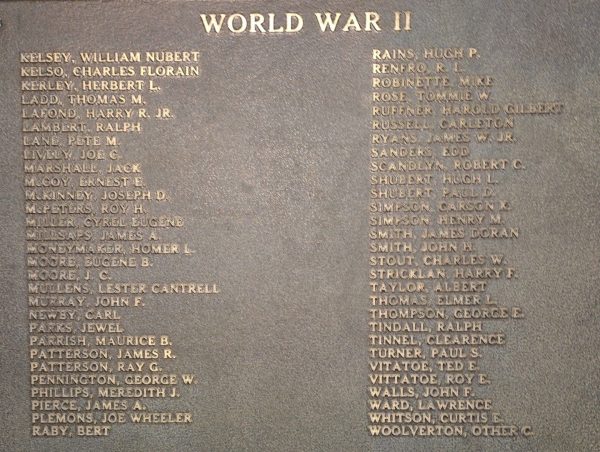 WORLD WAR II
KELSEY, WILLIAM NUBERT
KELSO, CHARLES FLORAIN
KERLEY, HERBERT L.
LADD, THOMAS M.
LAFOND, HARRY R. JR.
LAMBERT, RALPH
LANE, PETE M.
LIVELY, JOE C.
MARSHALL, JACK
McCOY, ERNEST E.
McKINNEY, JOSEPH D.
McPETERS, ROY H.
MILLER, CYREL EUGENE
MILLSAPS, JAMES A.
MONEYMAKER, HOMER L.
MOORE, EUGENE B.
MOORE, J. C.
MULLENS, LESTER CANTRELL
MURRAY, JOHN F.
NEWBY, CARL
PARKS, JEWEL
PARRISH, MAURICE B.
PATTERSON, JAMES R.
PATTERSON, RAY G.
PENNINGTON, GEORGE W.
PHILLIPS, MEREDITH J.
PIERCE, JAMES A.
PLEMONS, JOE WHEELER
RABY, BERT
RAINS, HUGH P.
RENFRO, R. L.
ROBINETTE, MIKE
ROSE, TOMMIE W.
RUFFNER, HAROLD GILBERT
RUSSELL, CARLETON
RYANS, JAMES W. JR.
SANDERS, EDD
SCANDLYN, ROBERT C.
SHUBERT, HUGH L.
SHUBERT, PAUL D.
SIMPSON, CARSON K.
SIMPSON, HENRY M.
SMITH, JAMES DORAN
SMITH, JOHN H.
STOUT, CHARLES W.
STRICKLAN, HARRY F.
TAYLOR, ALBERT
THOMAS, ELMER L.
THOMPSON, GEORGE E.
TINDALL, RALPH
TINNEL, CLEARENCE
TURNER, PAUL S.
VITATOE, TED E.
VITTATOE, ROY E.
WALLS, JOHN F.
WARD, LAWRENCE
WHITSON, CURTIS E.
WOOLVERTON, OTHER C.